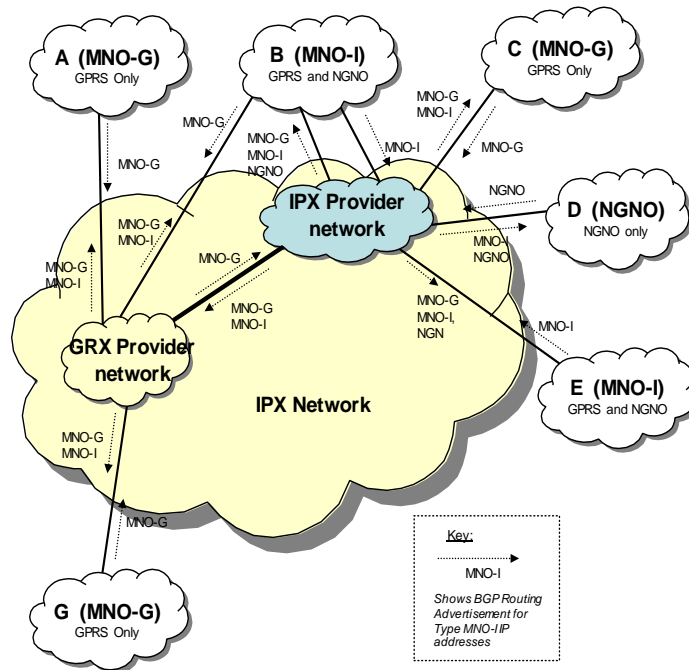 A (MNO-G)
GPRS Only
B (MNO-I)
GPRS and NGNO
C (MNO-G)
GPRS Only
MNO-G
MNO-G
MNO-G
MNO-I
NGNO
MNO-I
MNO-G
MNO-I
MNO-G
MNO-G
MNO-I
MNO-G
MNO-I
IPX Provider
network
NGNO
D (NGNO)
NGNO only
MNO-I
NGNO
MNO-G
MNO-G
MNO-I
MNO-G
MNO-I,
NGN
MNO-I
GRX Provider
network
IPX Network
E (MNO-I)
GPRS and NGNO
MNO-G
MNO-I
MNO-G
G (MNO-G)
GPRS Only
Key:
MNO-I
Shows BGP Routing
Advertisement for
Type MNO-IIP
addresses